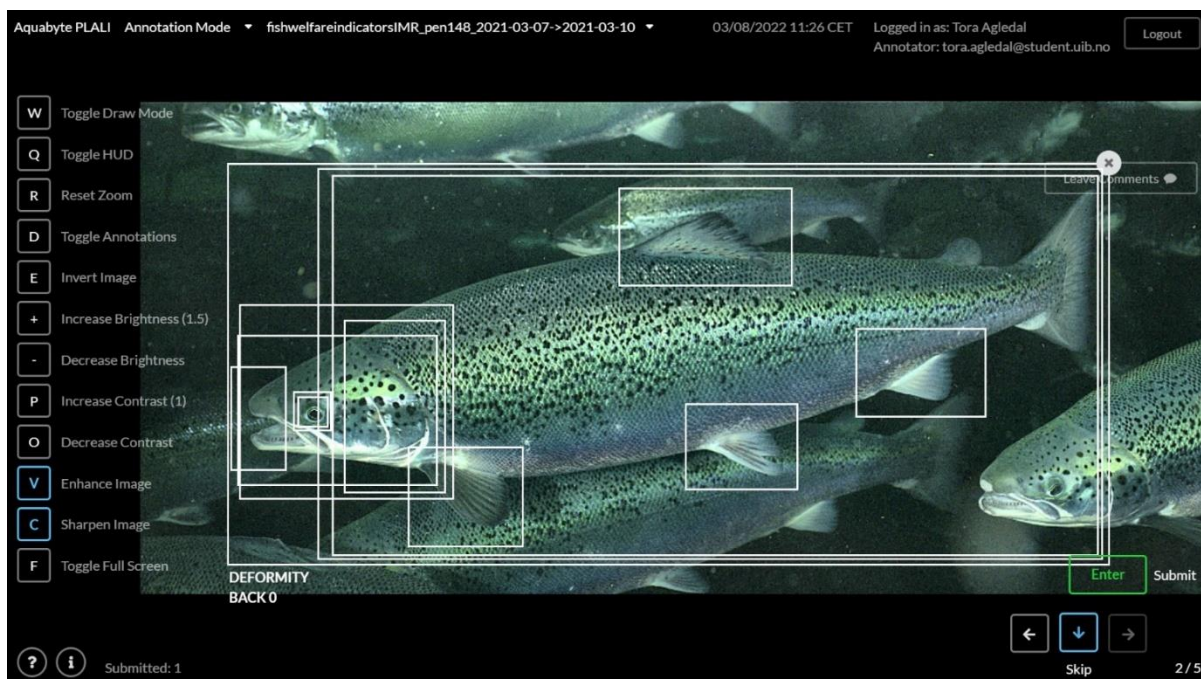 Aquabyte PLALI Annotation Mode fishwelfareindicatorsIMR_pen148_2021-03-07->2021-03-10 03/08/2022 11:26 CET Logged in as: Tora Agledal
Annotator: tora.agledal@student.uib.no
Logout
W Toggle Draw Mode
Q Toggle HUD
R Reset Zoom
Leave Comments
D Toggle Annotations
E Invert Image
+ Increase Brightness (1.5)
- Decrease Brightness
P Increase Contrast (1)
O Decrease Contrast
V Enhance Image
C Sharpen Image
F Toggle Full Screen
DEFORMITY
BACK 0
Enter Submit
? i Submitted: 1
Skip 2/5